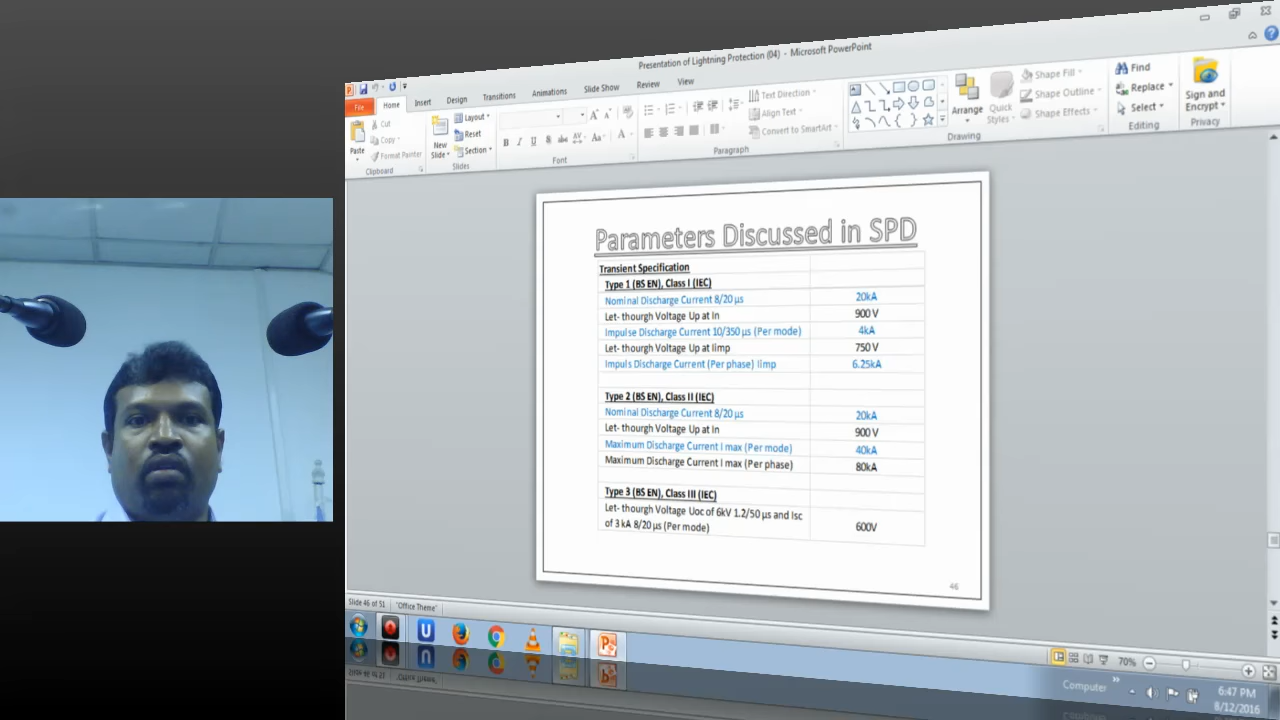 Presentation of Lightning Protection (04) - Microsoft PowerPoint
File
Home
Insert
Design
Transitions
Animations
Slide Show
Review
View
Paste
Cut
Copy
Format Painter
Clipboard
New Slide
Layout
Reset
Section
Slides
Font
Text Direction
Align Text
Convert to SmartArt
Paragraph
Arrange
Quick Styles
Shape Fill
Shape Outline
Shape Effects
Drawing
Find
Replace
Select
Editing
Sign and Encrypt
Privacy
Parameters Discussed in SPD
Transient Specification
Type 1 (BS EN), Class I (IEC)
Nominal Discharge Current 8/20 µs 20kA
Let- thourgh Voltage Up at In 900 V
Impulse Discharge Current 10/350 µs (Per mode) 4kA
Let- thourgh Voltage Up at Iimp 750 V
Impuls Discharge Current (Per phase) Iimp 6.25kA
Type 2 (BS EN), Class II (IEC)
Nominal Discharge Current 8/20 µs 20kA
Let- thourgh Voltage Up at In 900 V
Maximum Discharge Current I max (Per mode) 40kA
Maximum Discharge Current I max (Per phase) 80kA
Type 3 (BS EN), Class III (IEC)
Let- thourgh Voltage Uoc of 6kV 1.2/50 µs and Isc
of 3 kA 8/20 µs (Per mode) 600V
46
Slide 46 of 51
"Office Theme"
70%
Computer
6:47 PM
8/12/2016